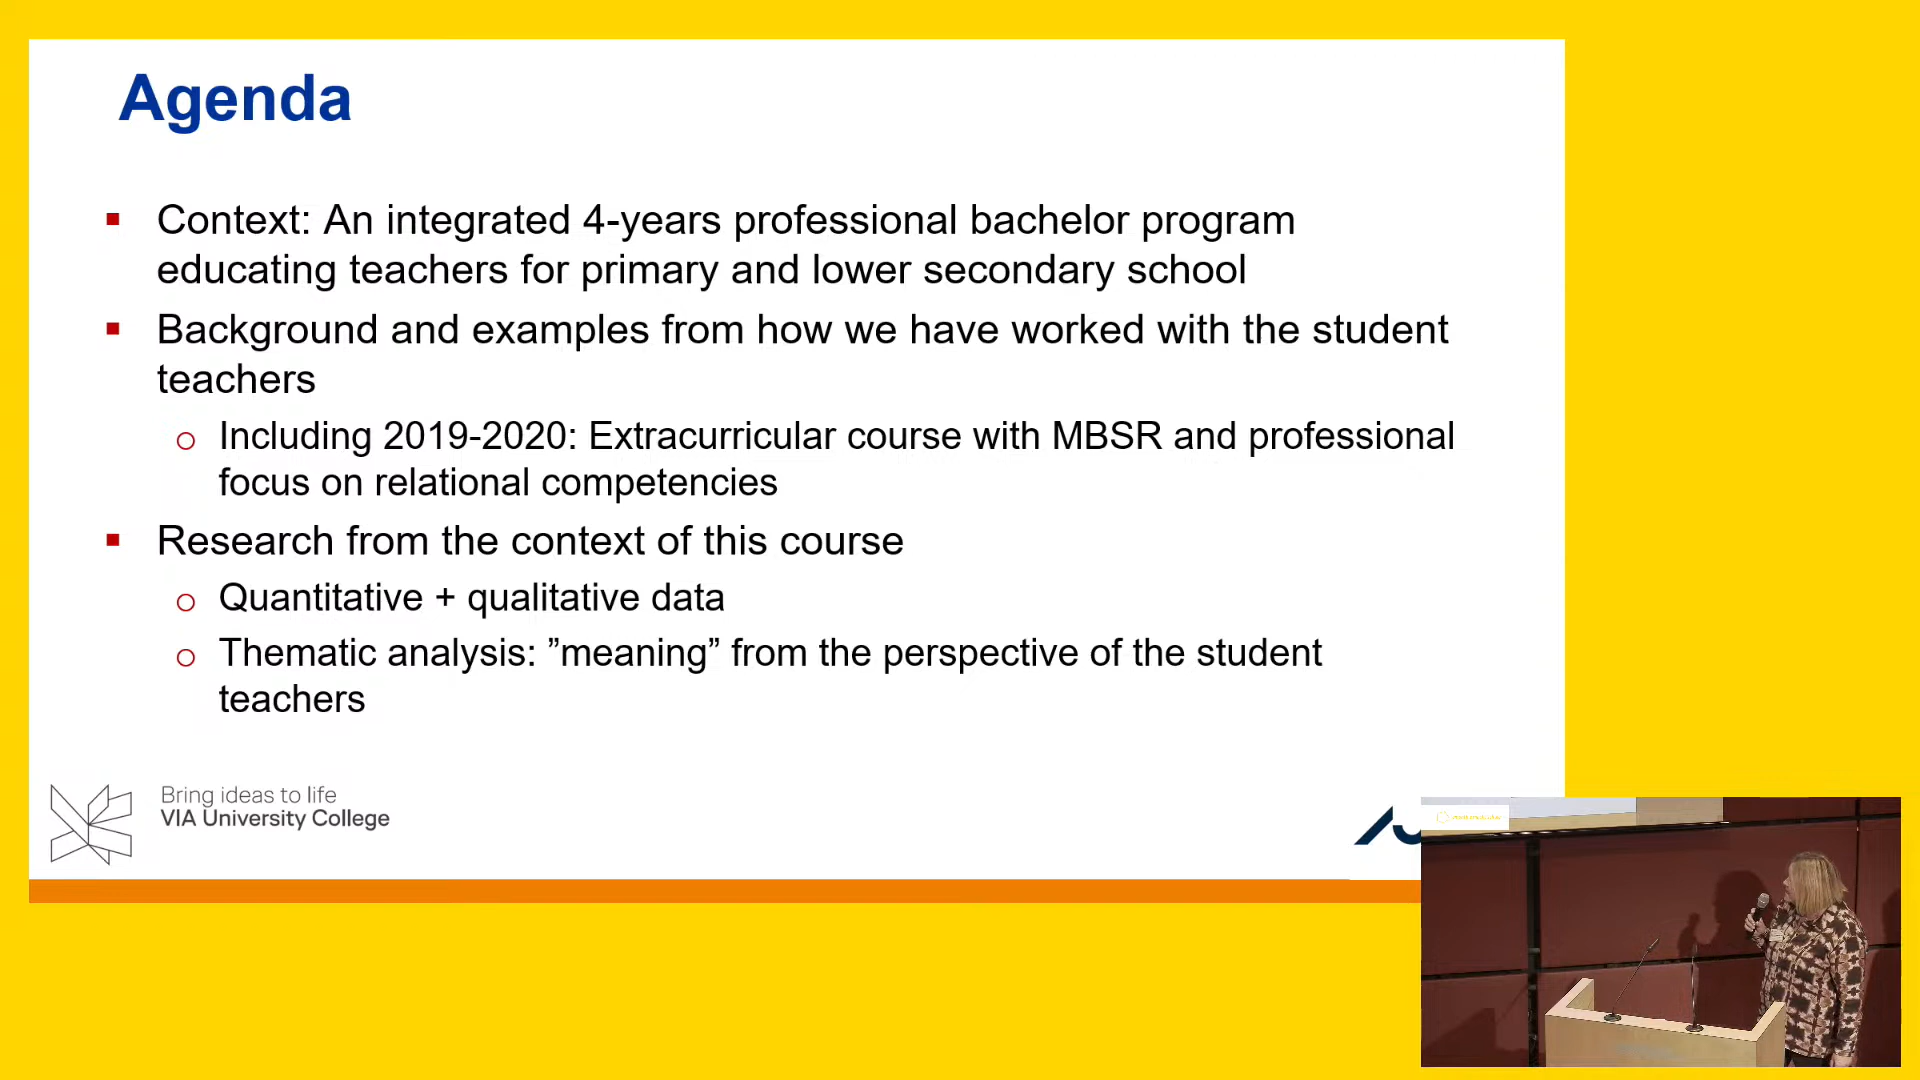 Agenda
Context: An integrated 4-years professional bachelor program
educating teachers for primary and lower secondary school
Background and examples from how we have worked with the student
teachers
Including 2019-2020: Extracurricular course with MBSR and professional
focus on relational competencies
Research from the context of this course
Quantitative + qualitative data
Thematic analysis: ”meaning” from the perspective of the student
teachers
Bring ideas to life
VIA University College